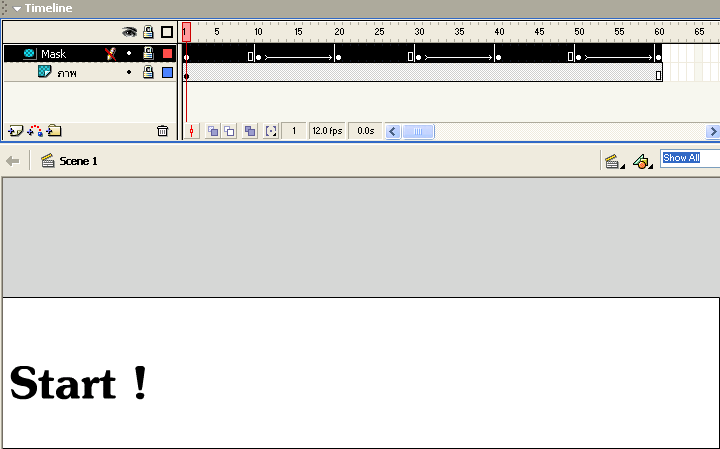 Timeline
1 5 10 15 20 25 30 35 40 45 50 55 60 65
Mask
ภาพ
1 12.0 fps 0.0s
Scene 1
Show All
Start !